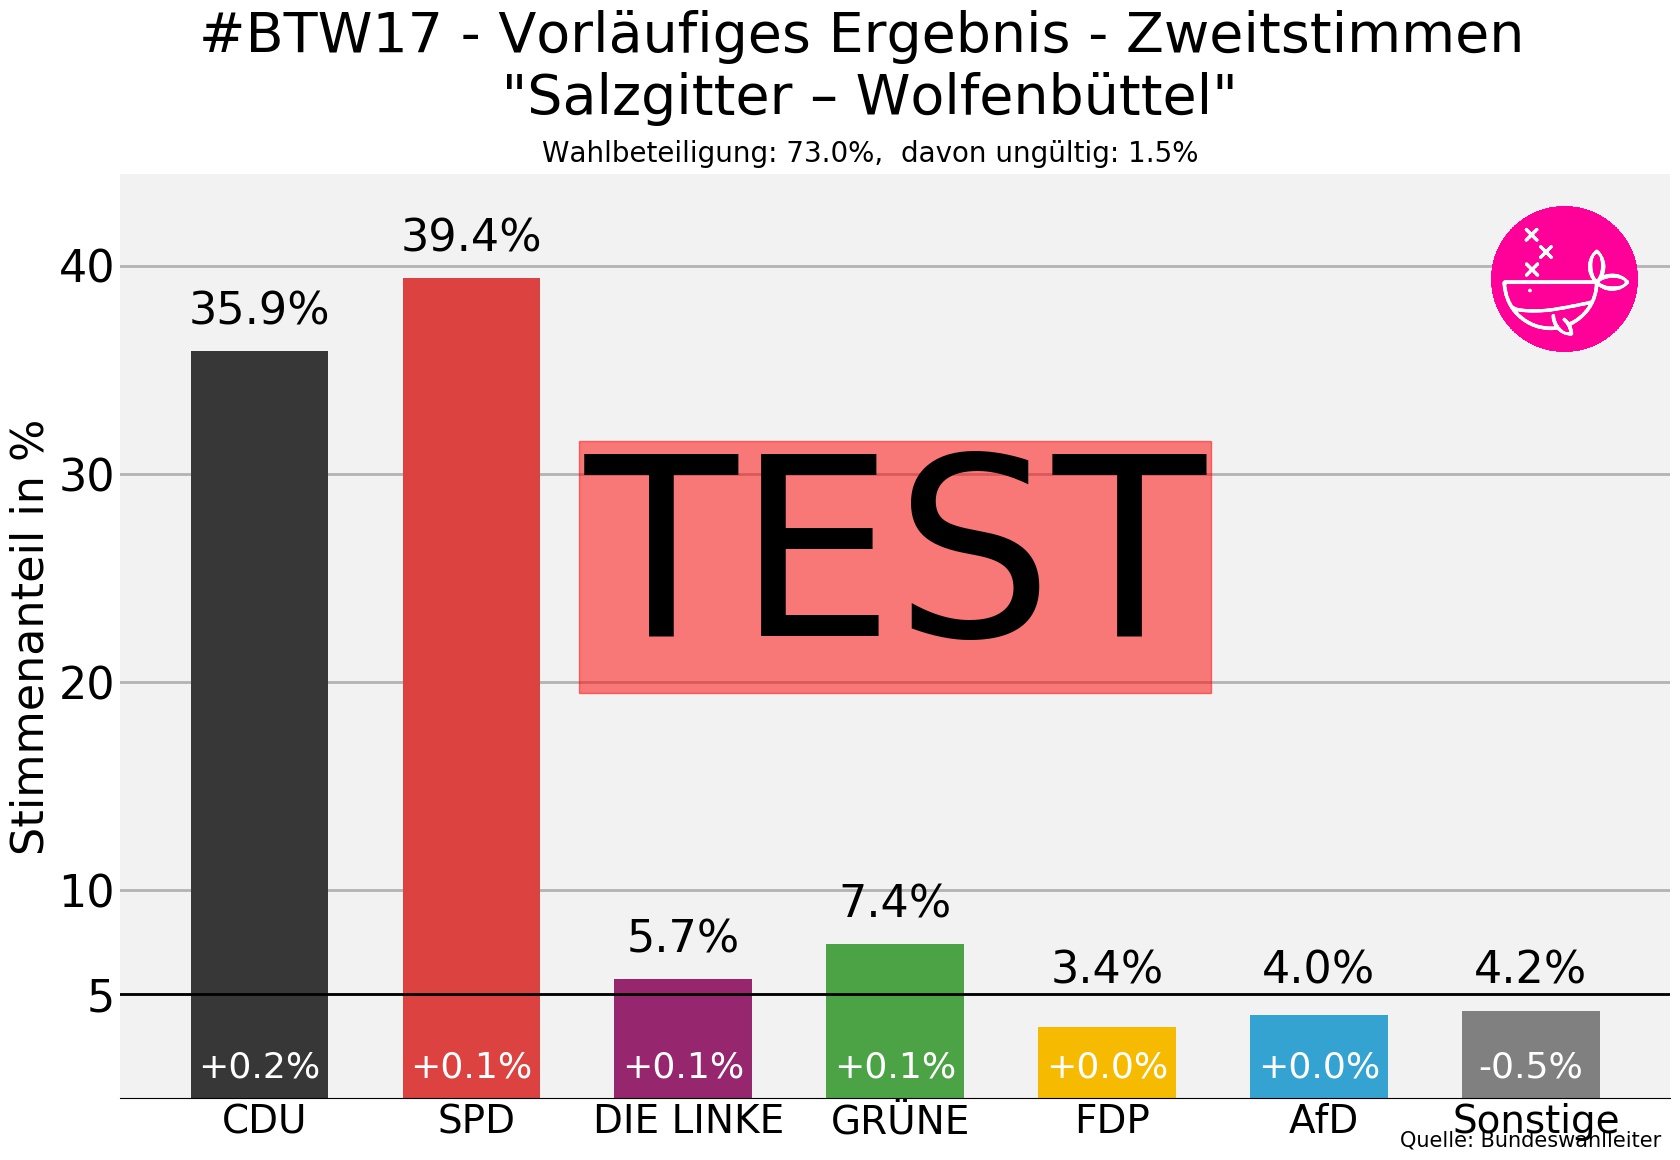 #BTW17 - Vorläufiges Ergebnis - Zweitstimmen
"Salzgitter – Wolfenbüttel"
Wahlbeteiligung: 73.0%,  davon ungültig: 1.5%
Stimmenanteil in %
40
30
20
10
5
35.9%
39.4%
5.7%
7.4%
3.4%
4.0%
4.2%
TEST
+0.2%
+0.1%
+0.1%
+0.1%
+0.0%
+0.0%
-0.5%
CDU
SPD
DIE LINKE
GRÜNE
FDP
AfD
Sonstige
Quelle: Bundeswahlleiter